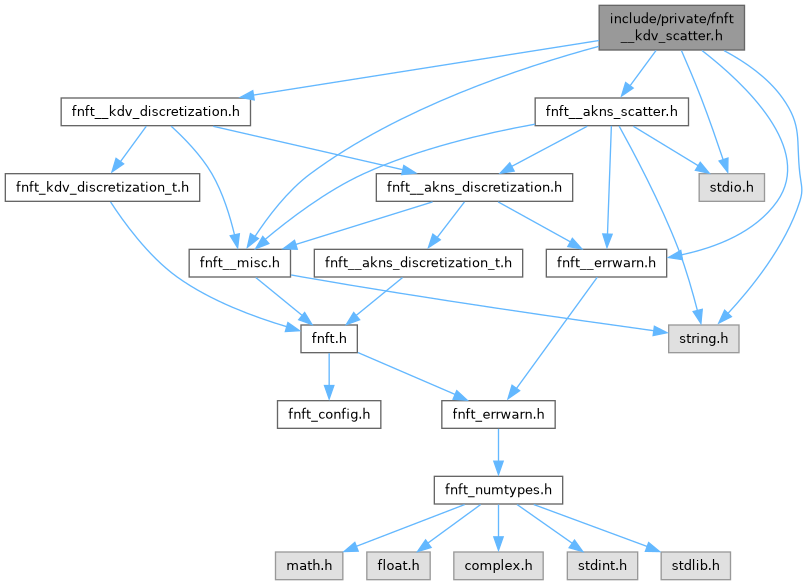 include/private/fnft
__kdv_scatter.h
fnft__kdv_discretization.h
fnft__akns_scatter.h
fnft_kdv_discretization_t.h
fnft__akns_discretization.h
stdio.h
fnft__misc.h
fnft__akns_discretization_t.h
fnft__errwarn.h
fnft.h
string.h
fnft_config.h
fnft_errwarn.h
fnft_numtypes.h
math.h
float.h
complex.h
stdint.h
stdlib.h